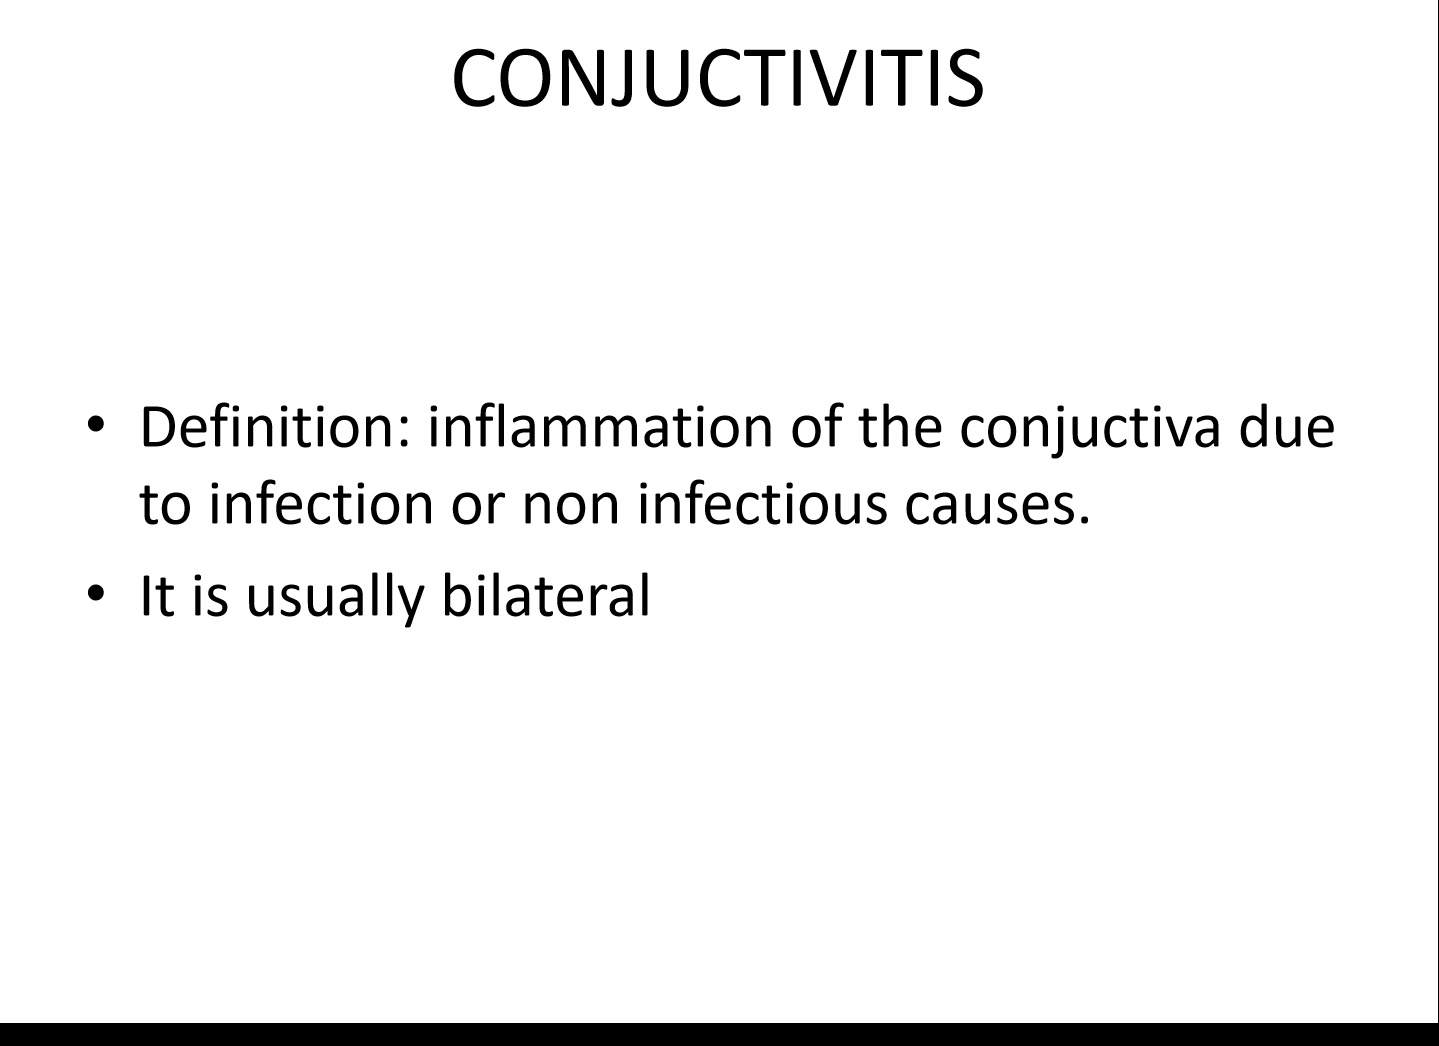 CONJUCTIVITIS
• Definition: inflammation of the conjuctiva due
to infection or non infectious causes.
• It is usually bilateral